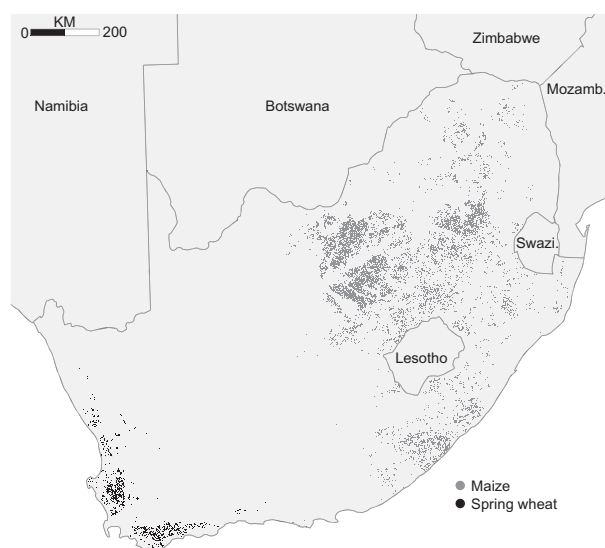 KM
0 200
Zimbabwe
Namibia
Botswana
Mozamb.
Swazi.
Lesotho
Maize
Spring wheat